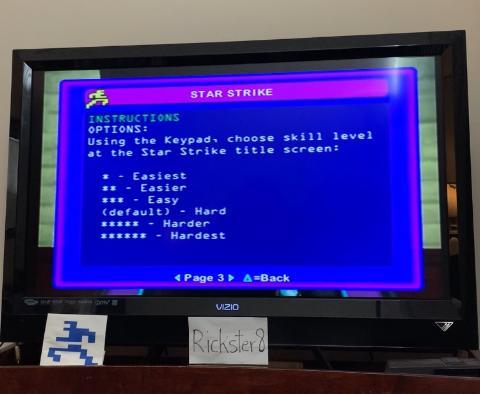 STAR STRIKE
INSTRUCTIONS
OPTIONS:
Using the Keypad, choose skill level
at the Star Strike title screen:
* - Easiest
** - Easier
*** - Easy
(default) - Hard
***** - Harder
****** - Hardest
Page 3 △=Back
VIZIO
Rickster8